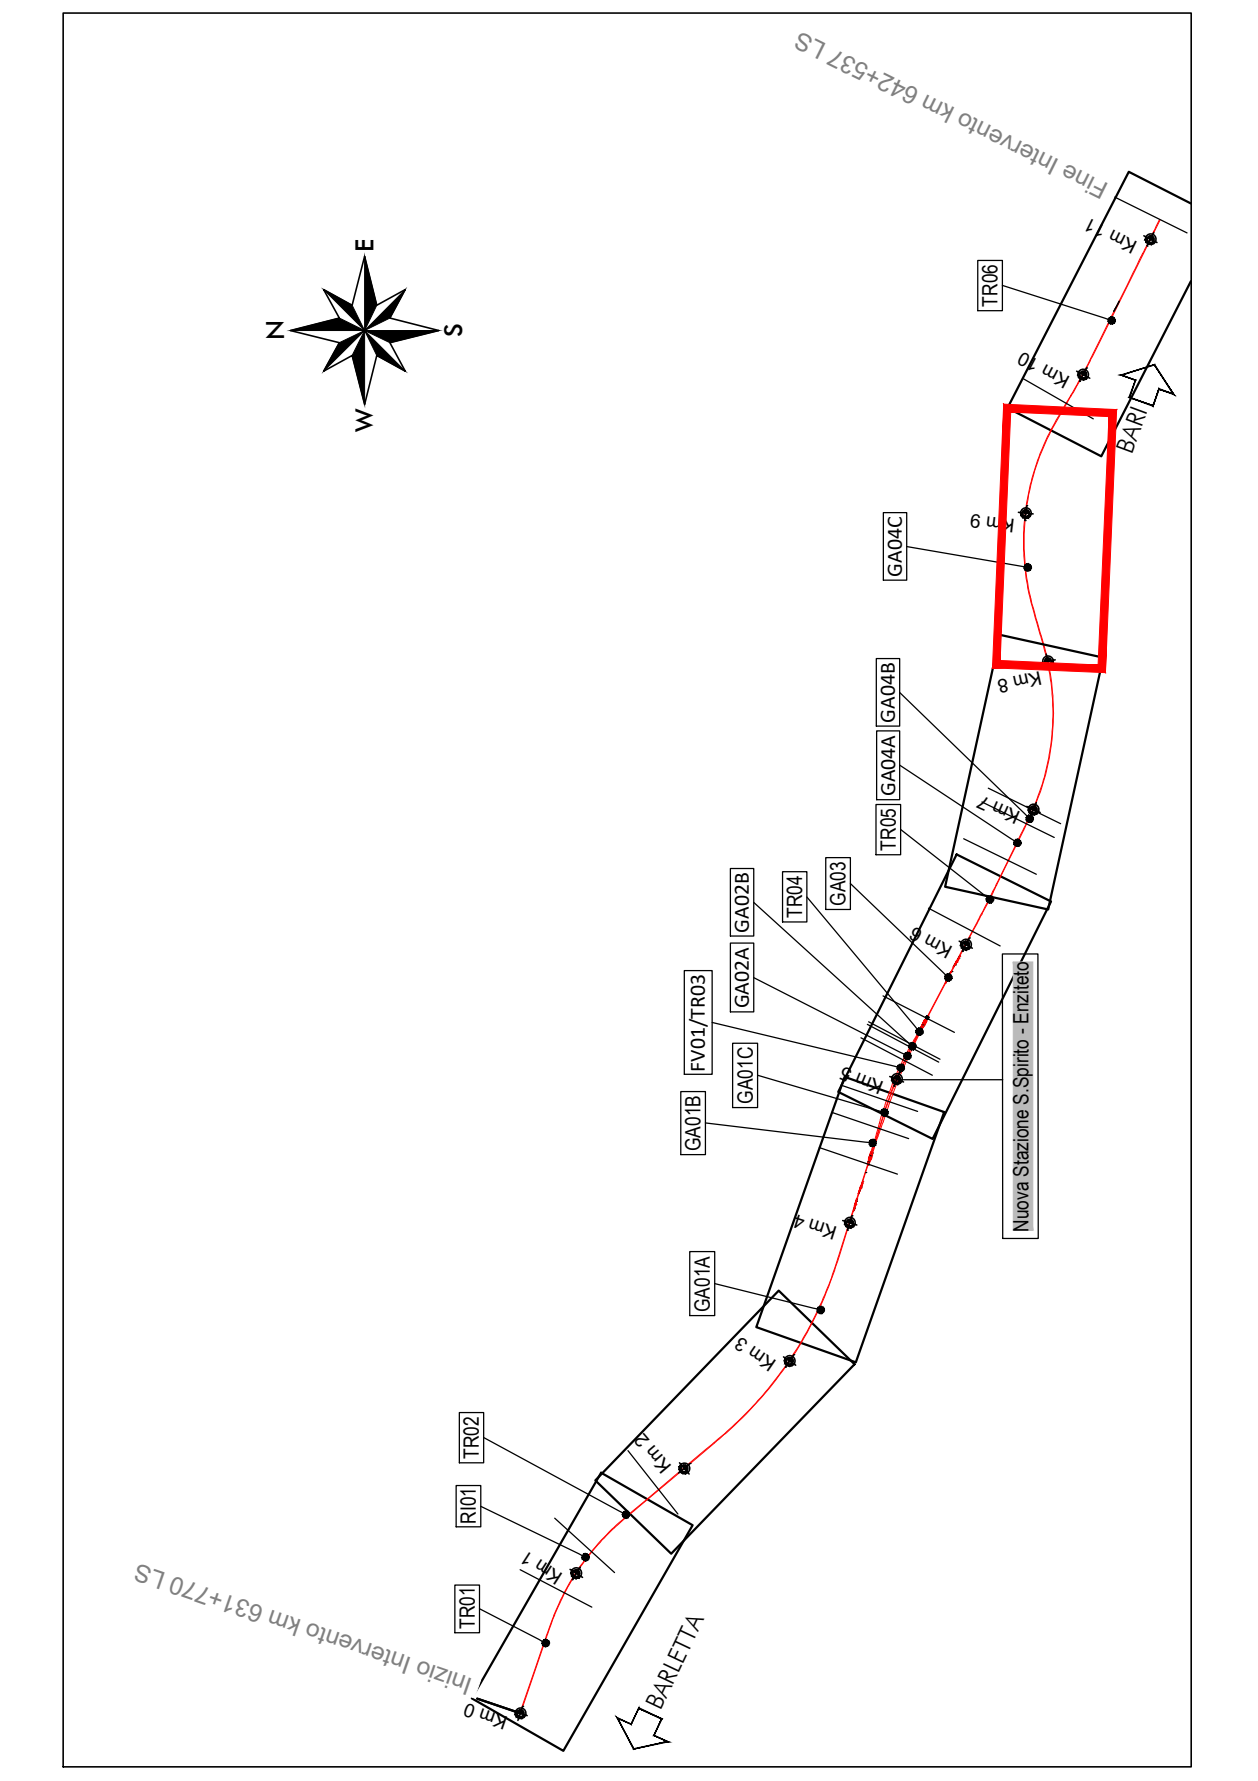 Fine Intervento km 642+537 LS
E
N
S
W
Km 11
TR06
Km 10
BARI
Km 9
GA04C
Km 8
GA04B
GA04A
Km 7
TR05
GA03
TR04
GA02B
Km 6
GA02A
FV01/TR03
Nuova Stazione S.Spirito - Enziteto
GA01C
Km 5
GA01B
Km 4
GA01A
Km 3
TR02
Km 2
RI01
Km 1
TR01
Inizio Intervento km 631+770 LS
BARLETTA
Km 0